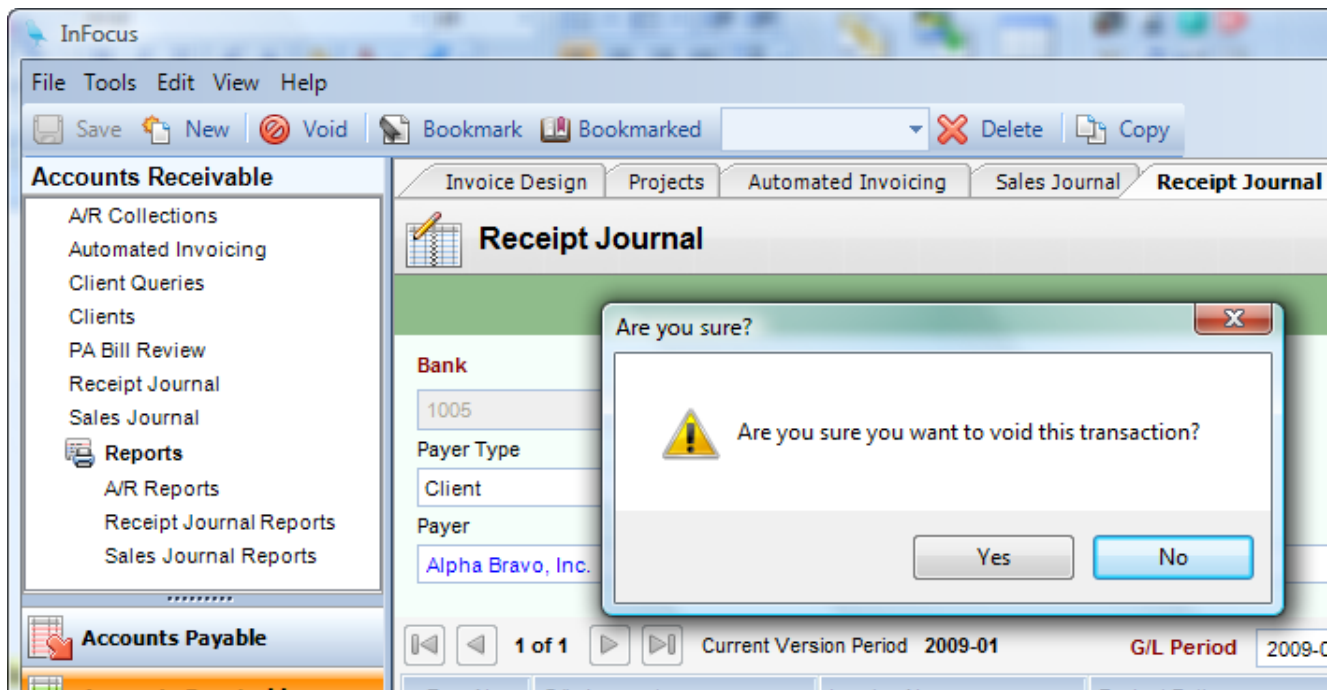 InFocus
File Tools Edit View Help
Save New Void Bookmark Bookmarked Delete Copy
Accounts Receivable
Invoice Design Projects Automated Invoicing Sales Journal Receipt Journal
A/R Collections
Automated Invoicing
Client Queries
Clients
PA Bill Review
Receipt Journal
Sales Journal
Reports
A/R Reports
Receipt Journal Reports
Sales Journal Reports
Accounts Payable
Receipt Journal
Bank
1005
Payer Type
Client
Payer
Alpha Bravo, Inc.
Are you sure?
Are you sure you want to void this transaction?
Yes No
1 of 1 Current Version Period 2009-01 G/L Period 2009-0